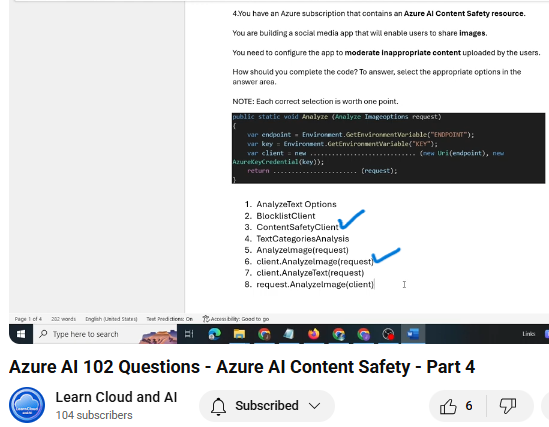 4.You have an Azure subscription that contains an Azure AI Content Safety resource.
You are building a social media app that will enable users to share images.
You need to configure the app to moderate inappropriate content uploaded by the users.
How should you complete the code? To answer, select the appropriate options in the
answer area.
NOTE: Each correct selection is worth one point.
public static void Analyze (Analyze Imageoptions request)
{
var endpoint = Environment.GetEnvironmentVariable("ENDPOINT");
var key = Environment.GetEnvironmentVariable("KEY");
var client = new ............................ (new Uri(endpoint), new
AzureKeyCredential(key));
return ...................... (request);
}
1. AnalyzeText Options
2. BlocklistClient
3. ContentSafetyClient
4. TextCategoriesAnalysis
5. AnalyzeImage(request)
6. client.AnalyzeImage(request)
7. client.AnalyzeText(request)
8. request.AnalyzeImage(client)
Page 1 of 4 282 words English (United States) Text Predictions: On Accessibility: Good to go
Type here to search
Links
Azure AI 102 Questions - Azure AI Content Safety - Part 4
Learn Cloud and AI
104 subscribers
Subscribed
6